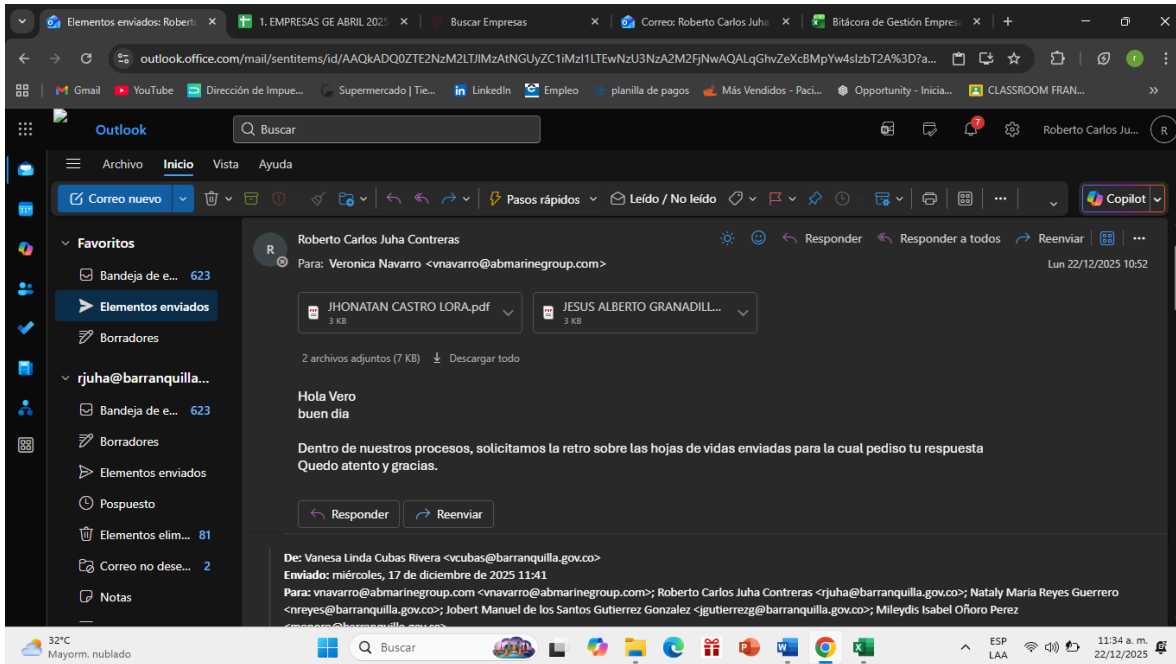 Elementos enviados: Roberto
1. EMPRESAS GE ABRIL 2025
Buscar Empresas
Correo: Roberto Carlos Juha
Bitácora de Gestión Empres
outlook.office.com/mail/sentitems/id/AAQkADQ0ZTE2NzM2LTJlMzAtNGUyZC1iMzI1LTEwNzU3NzA2M2FjNwAQALqGhvZeXcBMpYw4sIzbT2A%3D?a...
Gmail
YouTube
Dirección de Impue...
Supermercado | Tie...
LinkedIn
Empleo
planilla de pagos
Más Vendidos - Paci...
Opportunity - Inicia...
CLASSROOM FRAN...
Outlook
Buscar
7
Roberto Carlos Ju...
R
Archivo
Inicio
Vista
Ayuda
Correo nuevo
Pasos rápidos
Leído / No leído
Copilot
Favoritos
Bandeja de e... 623
Elementos enviados
Borradores
rjuha@barranquilla...
Bandeja de e... 623
Borradores
Elementos enviados
Pospuesto
Elementos elim... 81
Correo no dese... 2
Notas
R
Roberto Carlos Juha Contreras
Responder
Responder a todos
Reenviar
Para: Veronica Navarro <vnavarro@abmarinegroup.com>
Lun 22/12/2025 10:52
JHONATAN CASTRO LORA.pdf
3 KB
JESUS ALBERTO GRANADILL...
3 KB
2 archivos adjuntos (7 KB)
Descargar todo
Hola Vero
buen dia
Dentro de nuestros procesos, solicitamos la retro sobre las hojas de vidas enviadas para la cual pediso tu respuesta
Quedo atento y gracias.
Responder
Reenviar
De: Vanesa Linda Cubas Rivera <vcubas@barranquilla.gov.co>
Enviado: miércoles, 17 de diciembre de 2025 11:41
Para: vnavarro@abmarinegroup.com <vnavarro@abmarinegroup.com>; Roberto Carlos Juha Contreras <rjuha@barranquilla.gov.co>; Nataly Maria Reyes Guerrero
<nreyes@barranquilla.gov.co>; Jobert Manuel de los Santos Gutierrez Gonzalez <jgutierrezg@barranquilla.gov.co>; Mileydis Isabel Oñoro Perez
32°C
Mayorm. nublado
Buscar
ESP
LAA
11:34 a. m.
22/12/2025